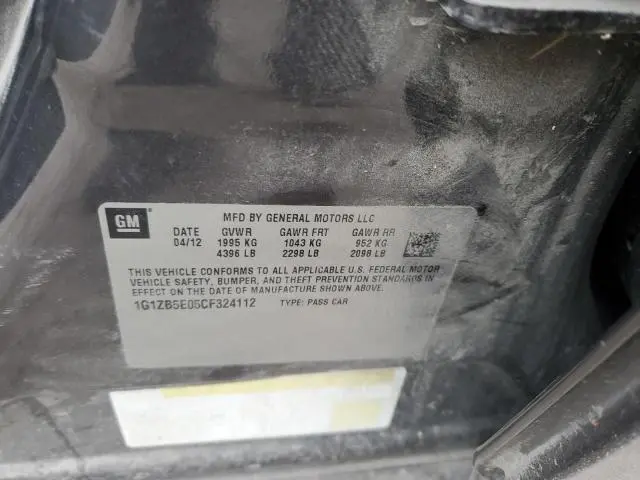 GM
MFD BY GENERAL MOTORS LLC
DATE GVWR GAWR FRT GAWR RR
04/12 1995 KG 1043 KG 952 KG
4396 LB 2298 LB 2098 LB
THIS VEHICLE CONFORMS TO ALL APPLICABLE U.S. FEDERAL MOTOR
VEHICLE SAFETY, BUMPER, AND THEFT PREVENTION STANDARDS IN
EFFECT ON THE DATE OF MANUFACTURE SHOWN ABOVE.
1G1ZB5E05CF324112 TYPE: PASS CAR